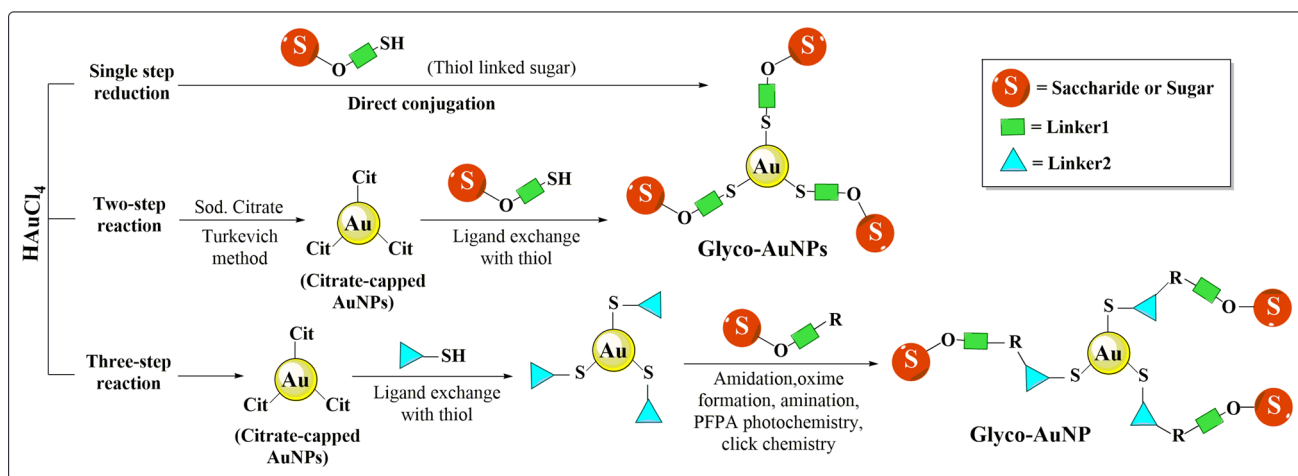 HAuCl4
Single step
reduction
S
O
SH
(Thiol linked sugar)
Direct conjugation
S
O
S
Au
S
S
O
O
S
S
Glyco-AuNPs
S = Saccharide or Sugar
= Linker1
= Linker2
Two-step
reaction
Sod. Citrate
Turkevich
method
Cit
Au
Cit
Cit
(Citrate-capped
AuNPs)
S
O
SH
Ligand exchange
with thiol
Three-step
reaction
Cit
Au
Cit
Cit
(Citrate-capped
AuNPs)
SH
Ligand exchange
with thiol
S
Au
S
S
S
O
R
Amidation,oxime
formation, amination,
PFPA photochemistry,
click chemistry
R
O
S
S
S
O
R
S
Au
S
R
O
S
Glyco-AuNP